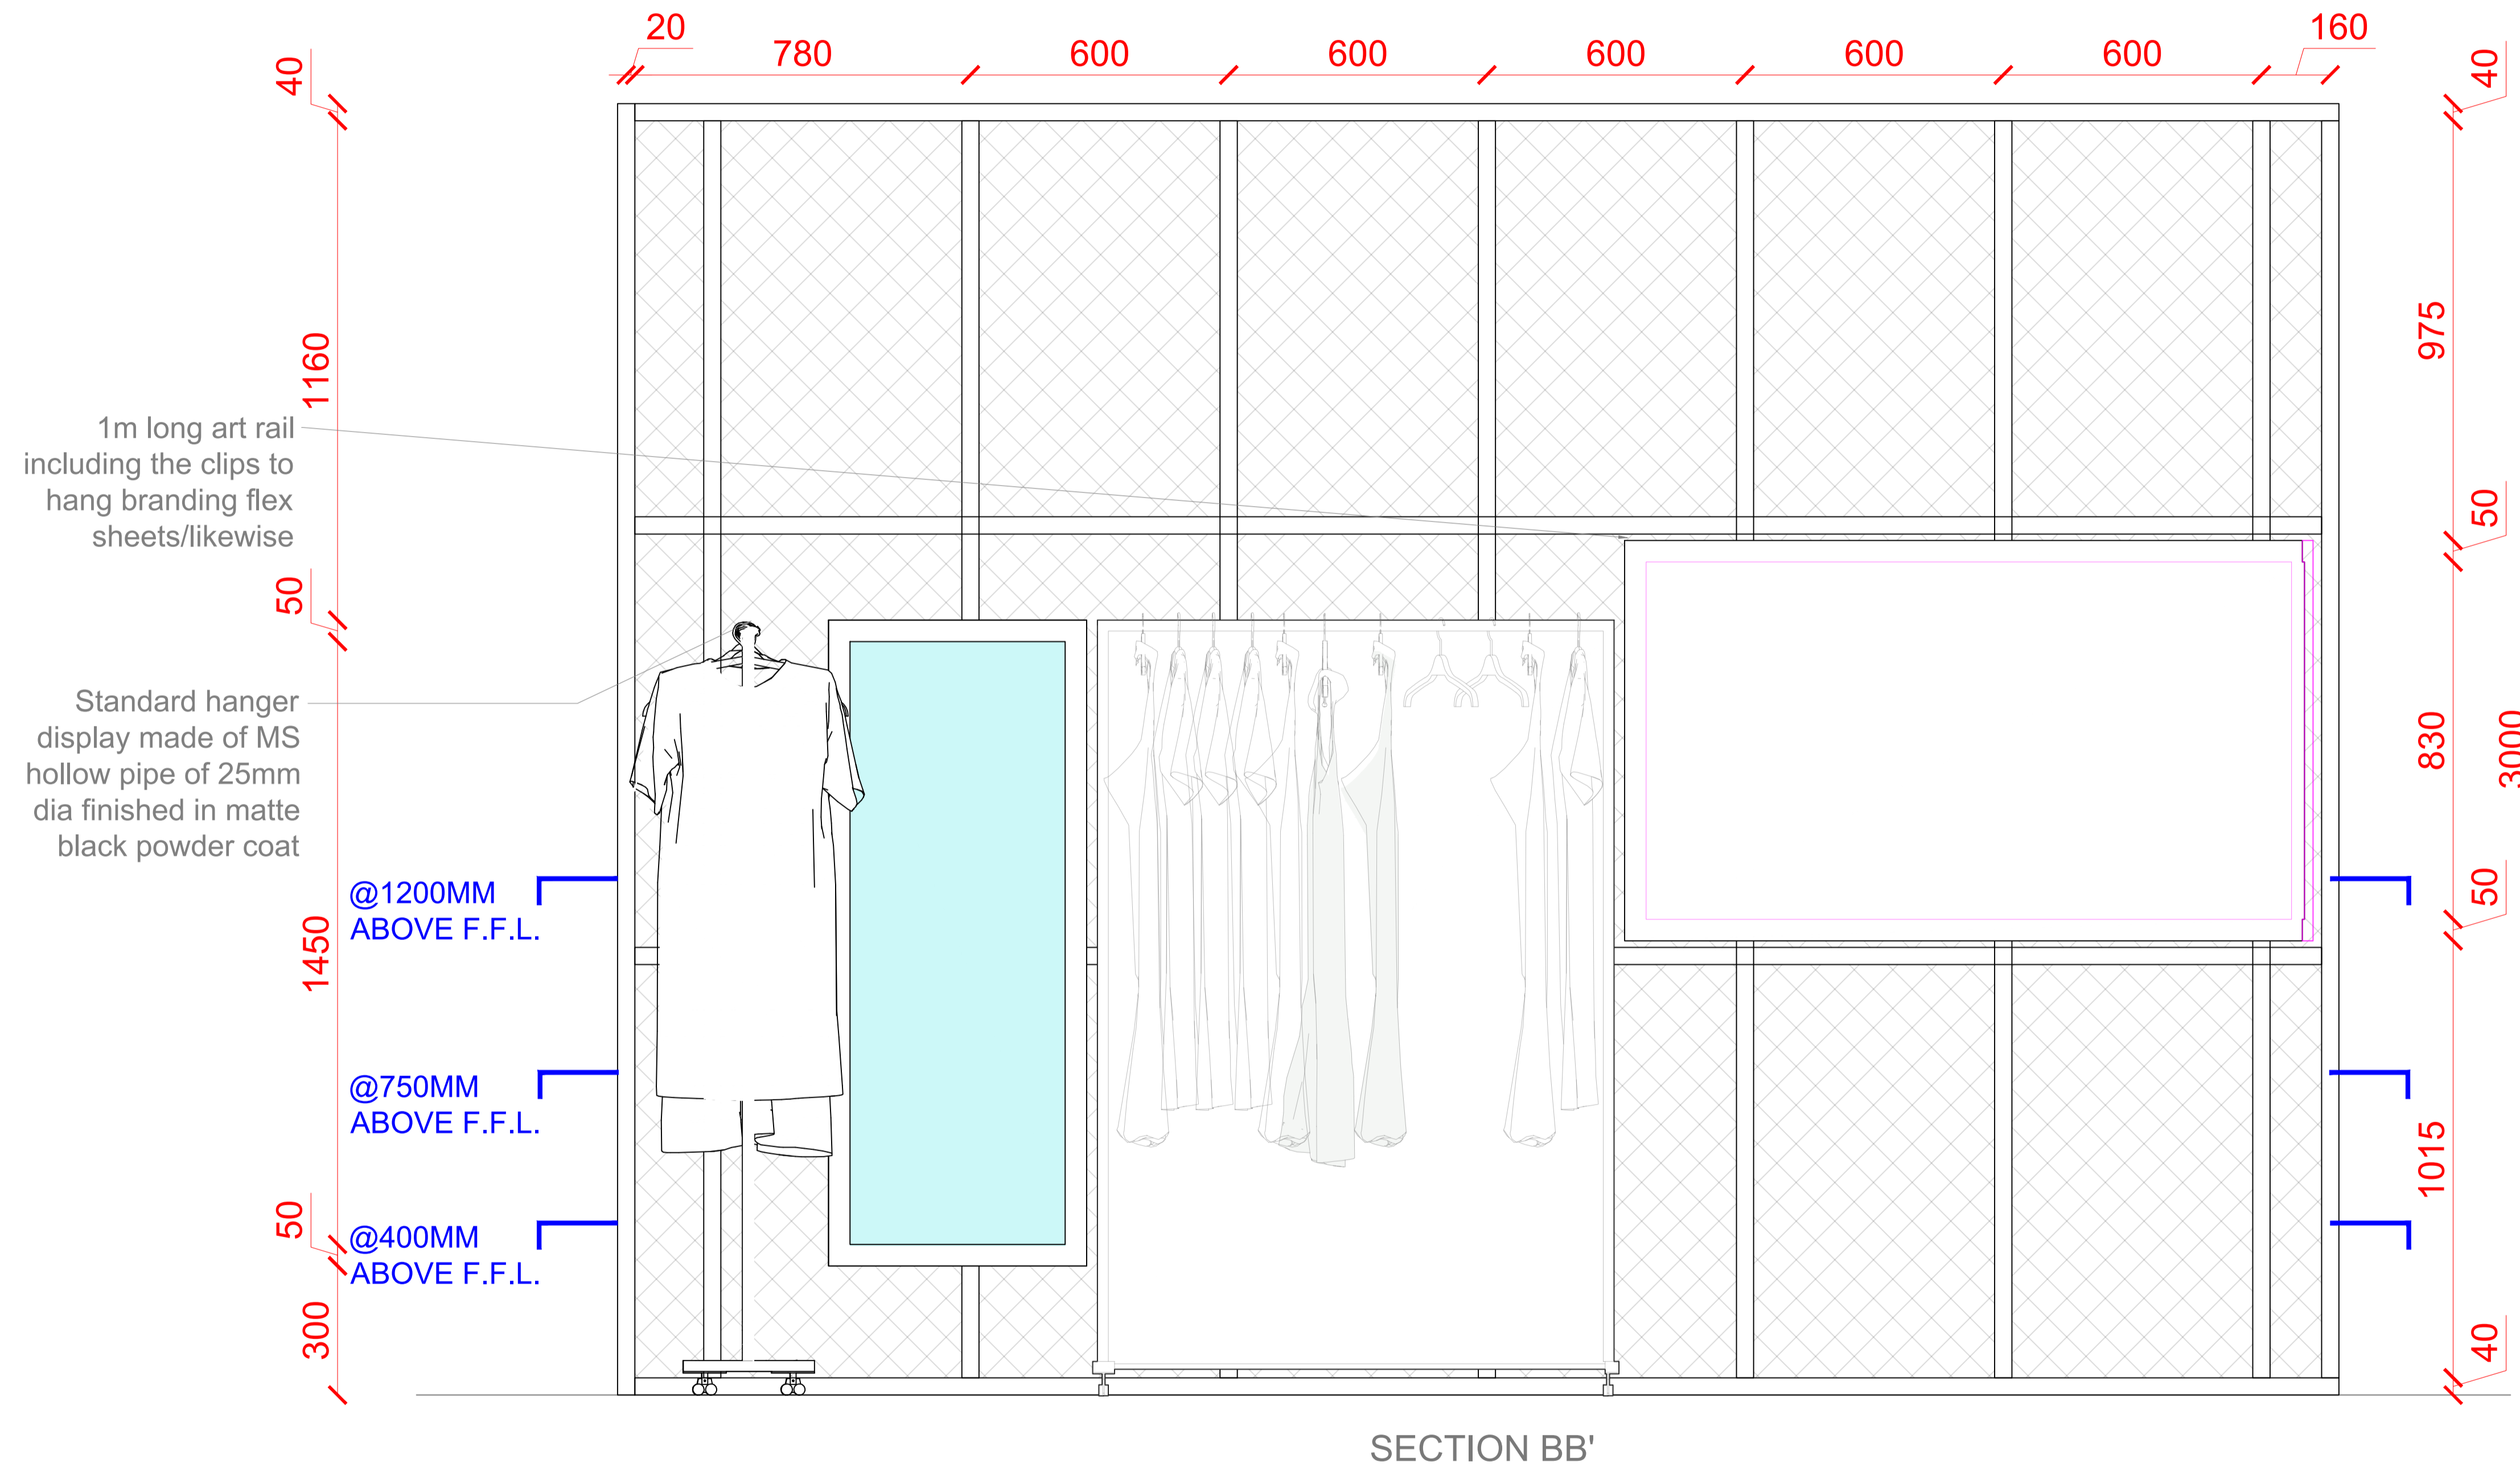 20
160
780
600
600
600
600
600
40
1160
50
1450
50
300
1m long art rail
including the clips to
hang branding flex
sheets/likewise
Standard hanger
display made of MS
hollow pipe of 25mm
dia finished in matte
black powder coat
@1200MM
ABOVE F.F.L.
@750MM
ABOVE F.F.L.
@400MM
ABOVE F.F.L.
40
975
50
830
3000
50
1015
40
SECTION BB'